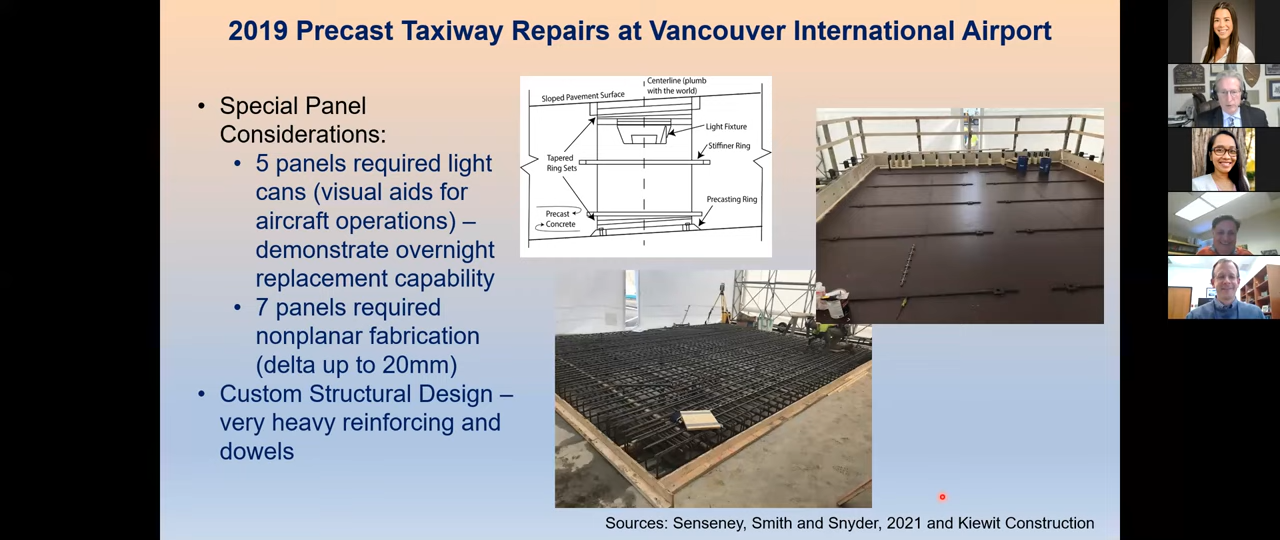 2019 Precast Taxiway Repairs at Vancouver International Airport
• Special Panel
Considerations:
• 5 panels required light
cans (visual aids for
aircraft operations) –
demonstrate overnight
replacement capability
• 7 panels required
nonplanar fabrication
(delta up to 20mm)
• Custom Structural Design –
very heavy reinforcing and
dowels
Centerline (plumb
with the world)
Sloped Pavement Surface
Light Fixture
Stiffiner Ring
Tapered
Ring Sets
Precasting Ring
Precast
Concrete
Sources: Senseney, Smith and Snyder, 2021 and Kiewit Construction